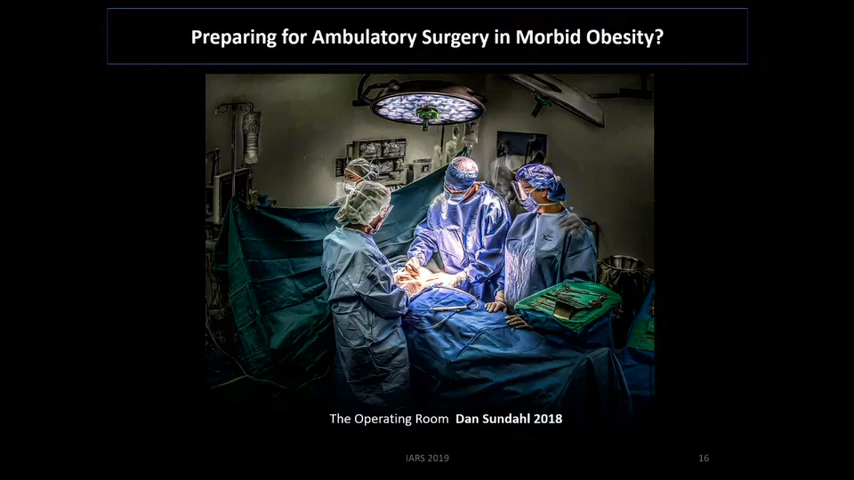 Preparing for Ambulatory Surgery in Morbid Obesity?
The Operating Room Dan Sundahl 2018
IARS 2019
16